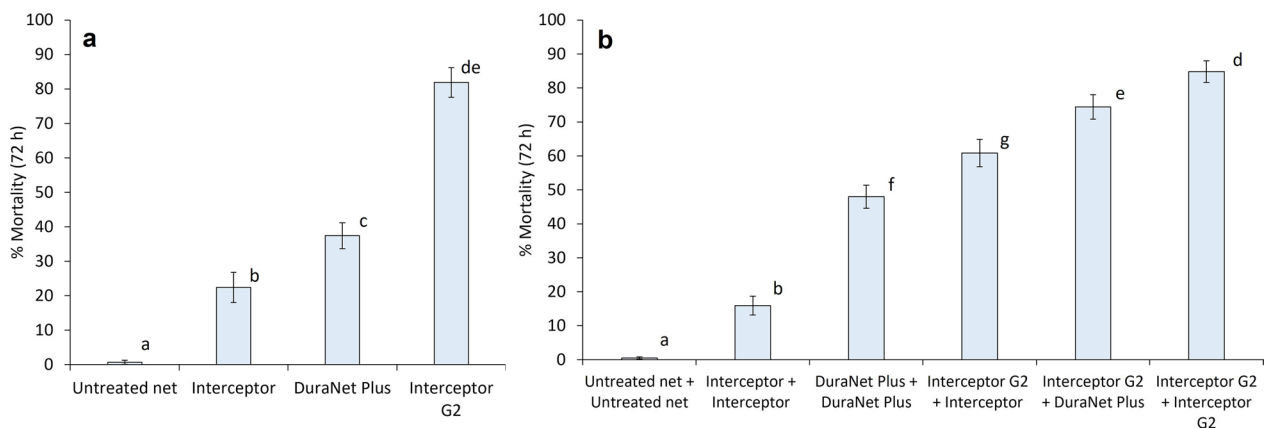 a
% Mortality (72 h)
100
90
80
70
60
50
40
30
20
10
0
a
b
c
de
Untreated net
Interceptor
DuraNet Plus
Interceptor
G2
b
% Mortality (72 h)
100
90
80
70
60
50
40
30
20
10
0
a
b
f
g
e
d
Untreated net +
Untreated net
Interceptor +
Interceptor
DuraNet Plus +
DuraNet Plus
Interceptor G2
+ Interceptor
Interceptor G2
+ DuraNet Plus
Interceptor G2
+ Interceptor
G2